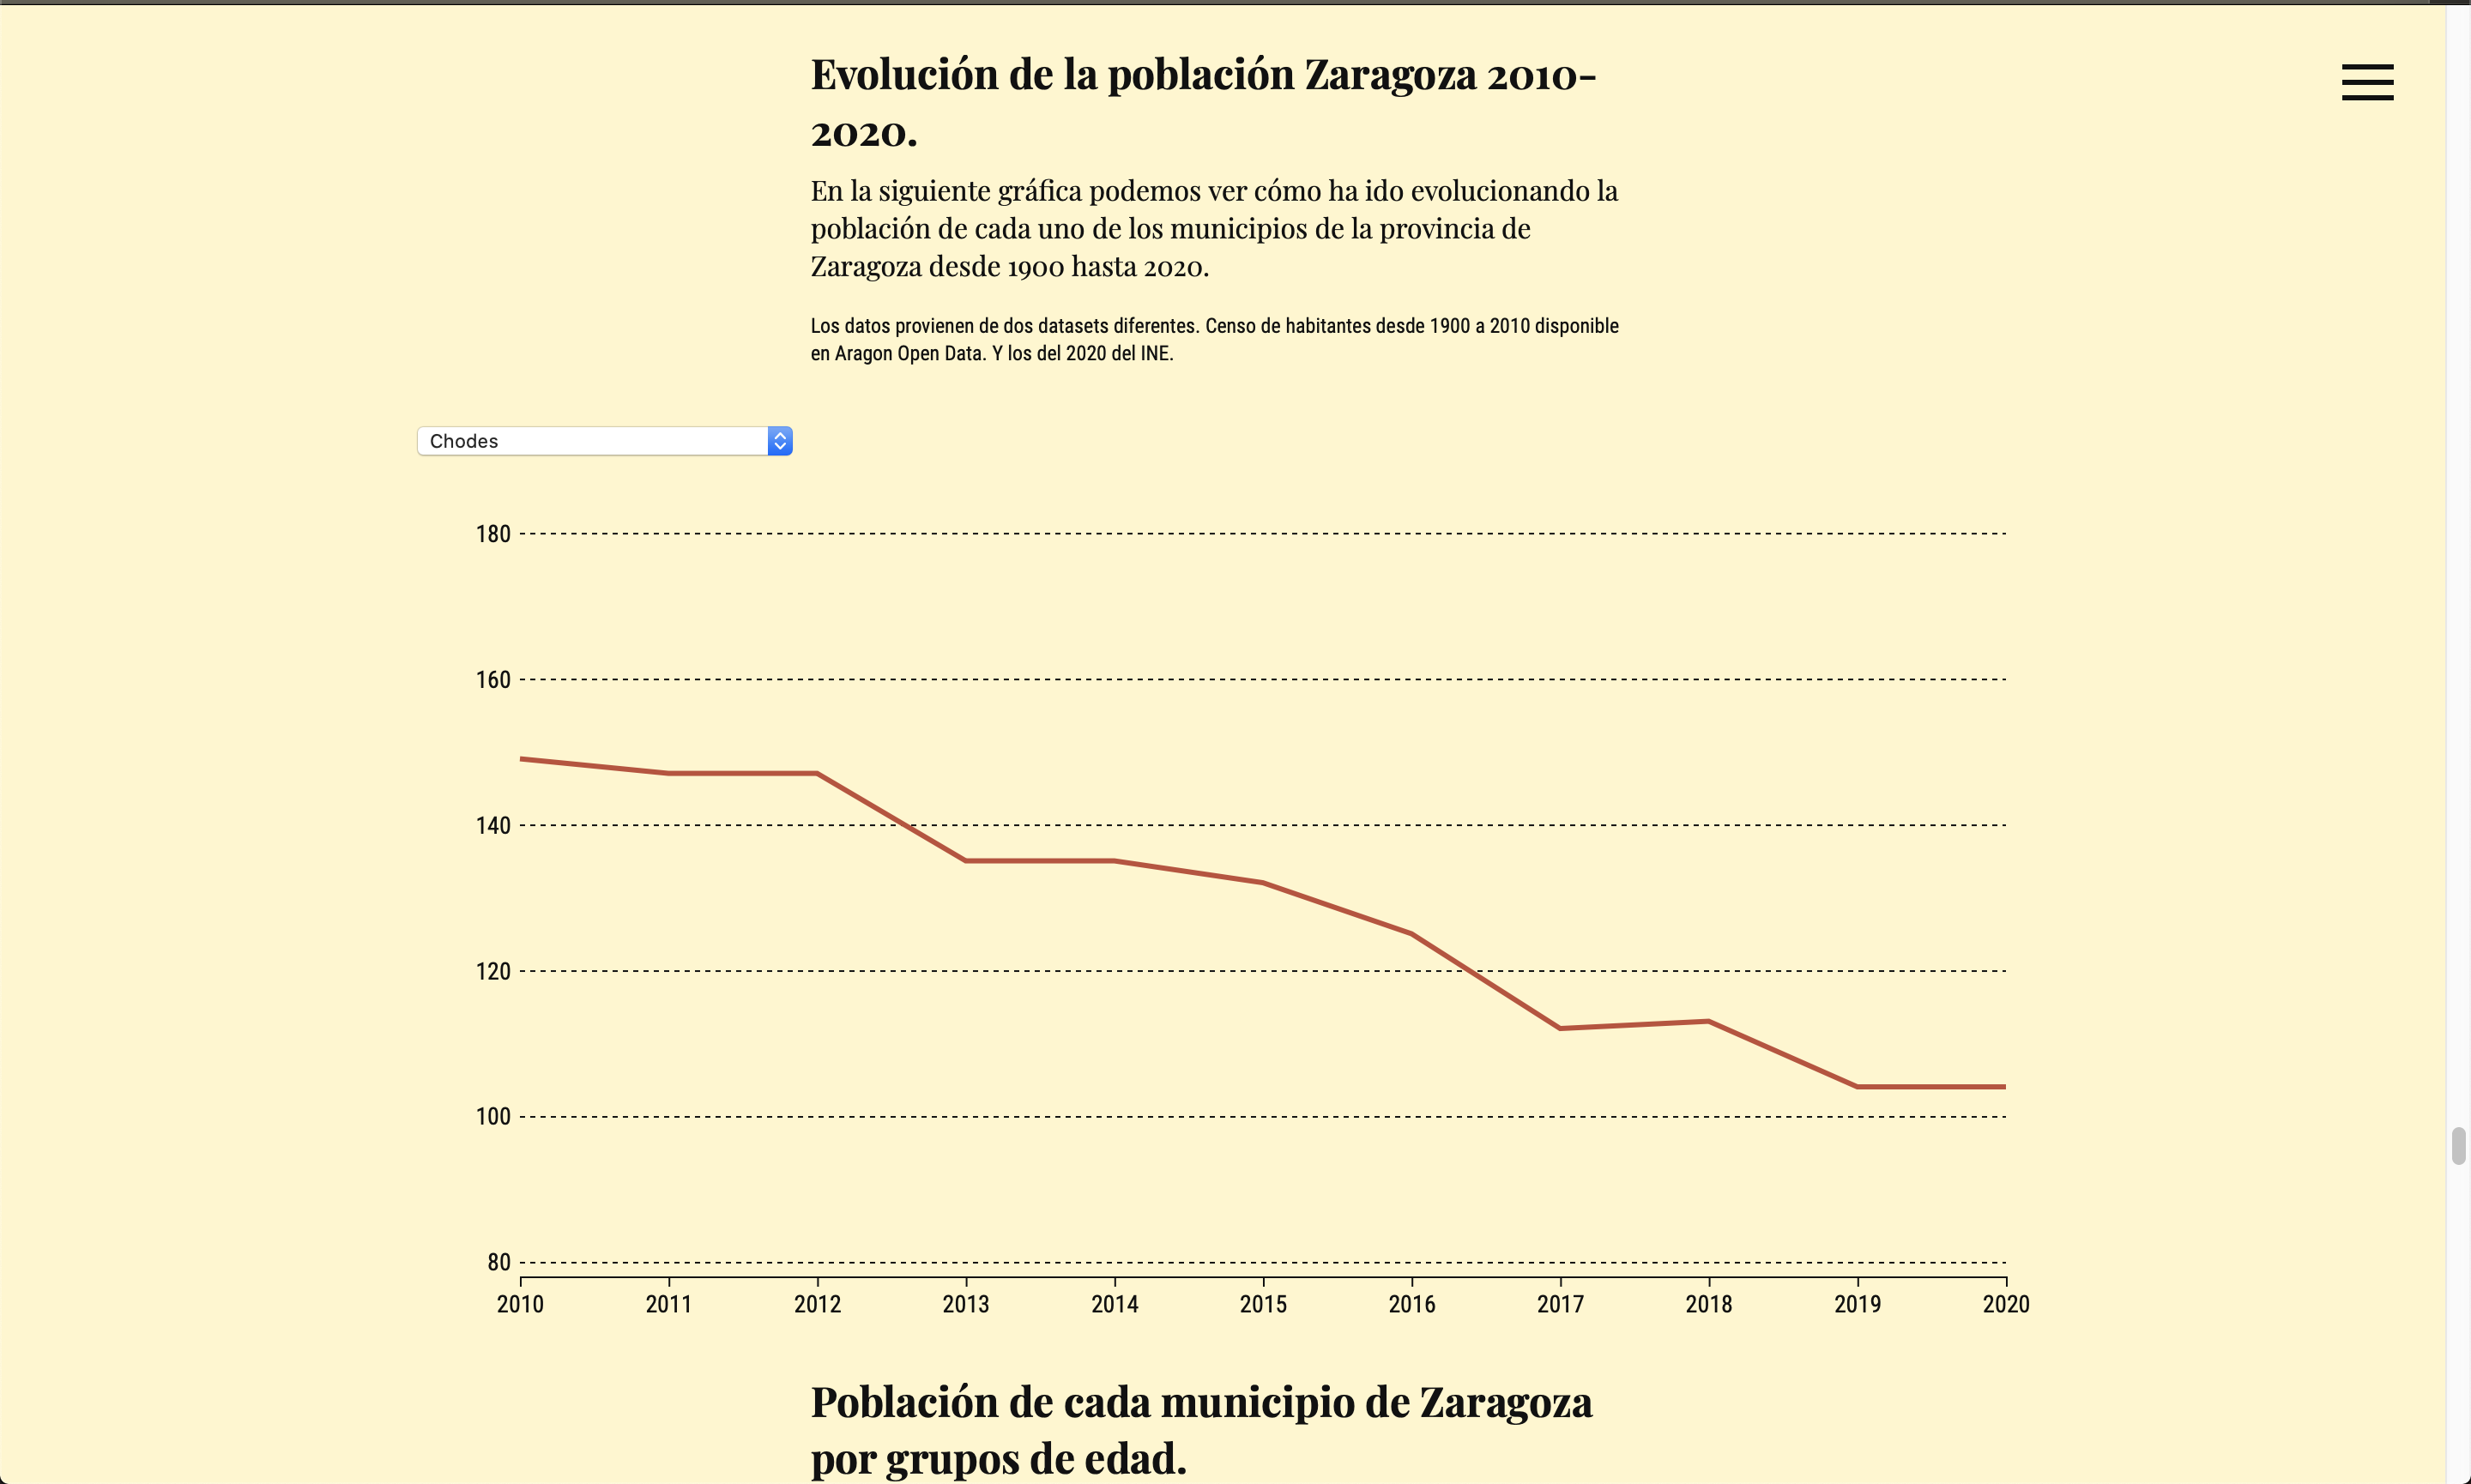 Evolución de la población Zaragoza 2010-
2020.
En la siguiente gráfica podemos ver cómo ha ido evolucionando la
población de cada uno de los municipios de la provincia de
Zaragoza desde 1900 hasta 2020.
Los datos provienen de dos datasets diferentes. Censo de habitantes desde 1900 a 2010 disponible
en Aragon Open Data. Y los del 2020 del INE.
Chodes
180
160
140
120
100
80
2010 2011 2012 2013 2014 2015 2016 2017 2018 2019 2020
Población de cada municipio de Zaragoza
por grupos de edad.